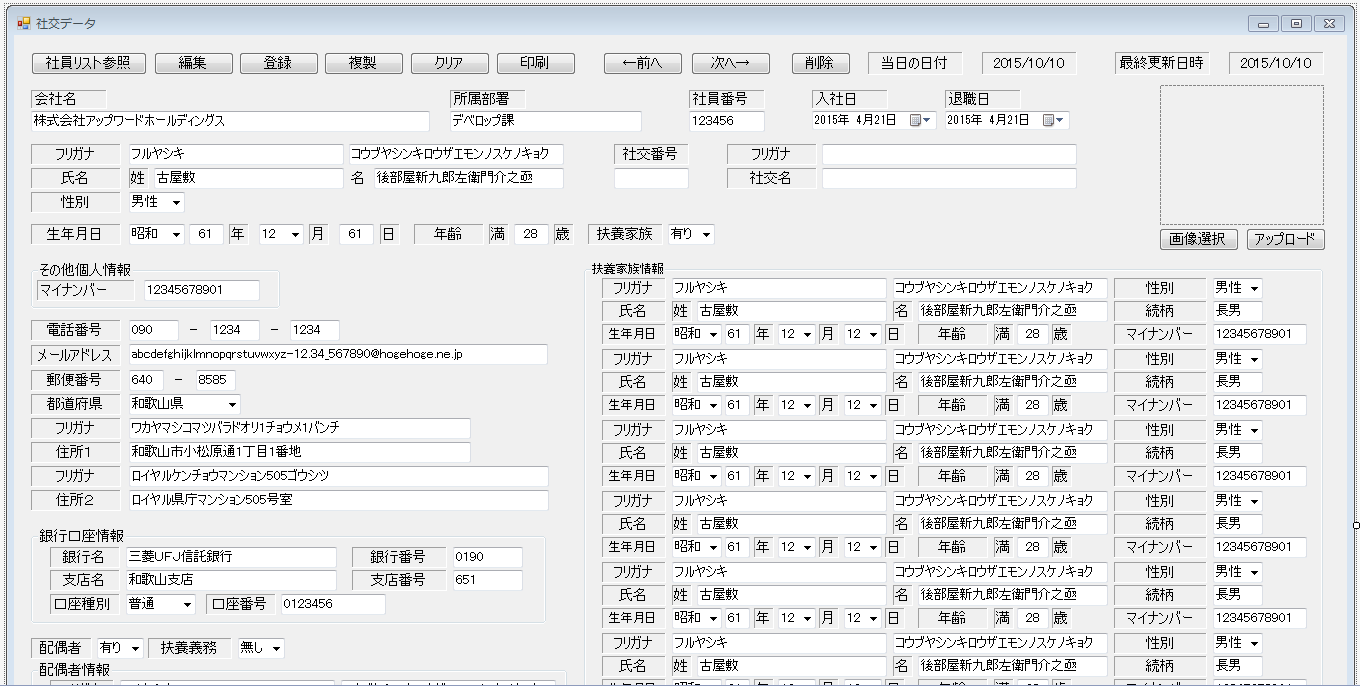 社交データ
社員リスト参照 編集 登録 複製 クリア 印刷 ←前へ 次へ→ 削除 当日の日付 2015/10/10 最終更新日時 2015/10/10
会社名 所属部署 社員番号 入社日 退職日
株式会社アップワードホールディングス デベロップ課 123456 2015年 4月21日 2015年 4月21日
フリガナ フルヤシキ コウブヤシンキロウザエモンノスケノキョク 社交番号 フリガナ
氏名 姓 古屋敷 名 後部屋新九郎左衛門介之亟 社交名
性別 男性
生年月日 昭和 61 年 12 月 61 日 年齢 満 28 歳 扶養家族 有り
画像選択 アップロード
その他個人情報
マイナンバー 12345678901
電話番号 090 - 1234 - 1234
メールアドレス abcdefghijklmnopqrstuvwxyz-12.34_567890@hogehoge.ne.jp
郵便番号 640 - 8585
都道府県 和歌山県
フリガナ ワカヤマシコマツバラドオリ1チョウメ1バンチ
住所1 和歌山市小松原通1丁目1番地
フリガナ ロイヤルケンチョウマンション505ゴウシツ
住所2 ロイヤル県庁マンション505号室
銀行口座情報
銀行名 三菱UFJ信託銀行 銀行番号 0190
支店名 和歌山支店 支店番号 651
口座種別 普通 口座番号 0123456
配偶者 有り 扶養義務 無し
配偶者情報
扶養家族情報
フリガナ フルヤシキ コウブヤシンキロウザエモンノスケノキョク 性別 男性
氏名 姓 古屋敷 名 後部屋新九郎左衛門介之亟 続柄 長男
生年月日 昭和 61 年 12 月 12 日 年齢 満 28 歳 マイナンバー 12345678901
フリガナ フルヤシキ コウブヤシンキロウザエモンノスケノキョク 性別 男性
氏名 姓 古屋敷 名 後部屋新九郎左衛門介之亟 続柄 長男
生年月日 昭和 61 年 12 月 12 日 年齢 満 28 歳 マイナンバー 12345678901
フリガナ フルヤシキ コウブヤシンキロウザエモンノスケノキョク 性別 男性
氏名 姓 古屋敷 名 後部屋新九郎左衛門介之亟 続柄 長男
生年月日 昭和 61 年 12 月 12 日 年齢 満 28 歳 マイナンバー 12345678901
フリガナ フルヤシキ コウブヤシンキロウザエモンノスケノキョク 性別 男性
氏名 姓 古屋敷 名 後部屋新九郎左衛門介之亟 続柄 長男
生年月日 昭和 61 年 12 月 12 日 年齢 満 28 歳 マイナンバー 12345678901
フリガナ フルヤシキ コウブヤシンキロウザエモンノスケノキョク 性別 男性
氏名 姓 古屋敷 名 後部屋新九郎左衛門介之亟 続柄 長男
生年月日 昭和 61 年 12 月 12 日 年齢 満 28 歳 マイナンバー 12345678901
フリガナ フルヤシキ コウブヤシンキロウザエモンノスケノキョク 性別 男性
氏名 姓 古屋敷 名 後部屋新九郎左衛門介之亟 続柄 長男